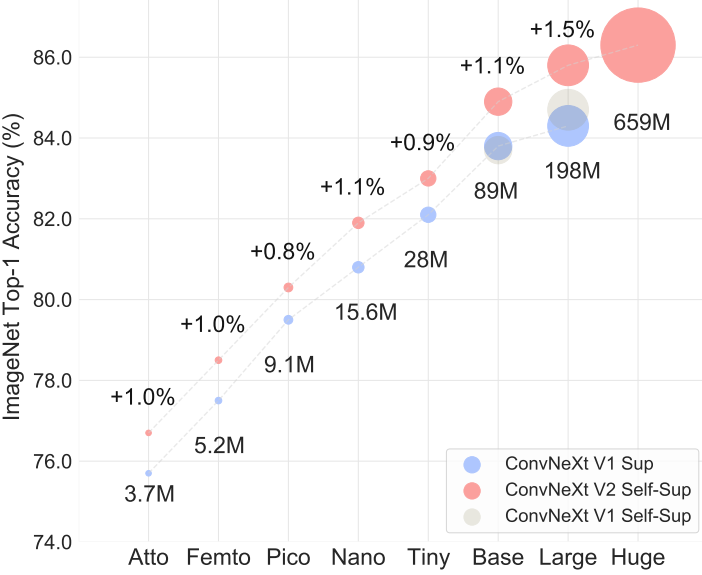 ImageNet Top-1 Accuracy (%)
86.0
84.0
82.0
80.0
78.0
76.0
74.0
+1.0%
+1.0%
+0.8%
+1.1%
+0.9%
+1.1%
+1.5%
3.7M
5.2M
9.1M
15.6M
28M
89M
198M
659M
ConvNeXt V1 Sup
ConvNeXt V2 Self-Sup
ConvNeXt V1 Self-Sup
Atto Femto Pico Nano Tiny Base Large Huge